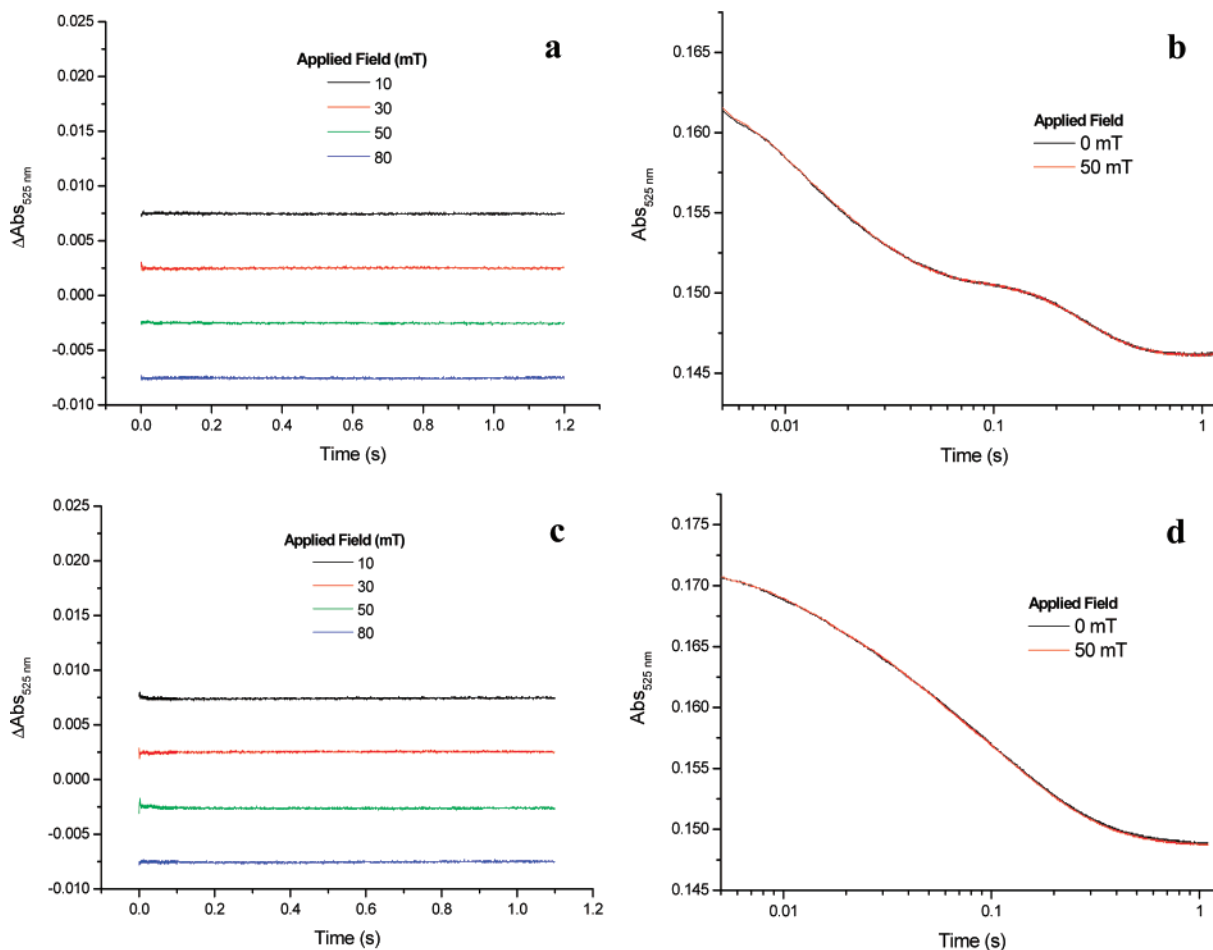 a
Applied Field (mT)
10
30
50
80
0.025
0.020
0.015
0.010
0.005
0.000
-0.005
-0.010
ΔAbs525 nm
0.0 0.2 0.4 0.6 0.8 1.0 1.2
Time (s)
b
Applied Field
0 mT
50 mT
0.165
0.160
0.155
0.150
0.145
Abs525 nm
0.01 0.1 1
Time (s)
c
Applied Field (mT)
10
30
50
80
0.025
0.020
0.015
0.010
0.005
0.000
-0.005
-0.010
ΔAbs525 nm
0.0 0.2 0.4 0.6 0.8 1.0 1.2
Time (s)
d
Applied Field
0 mT
50 mT
0.175
0.170
0.165
0.160
0.155
0.150
0.145
Abs525 nm
0.01 0.1 1
Time (s)